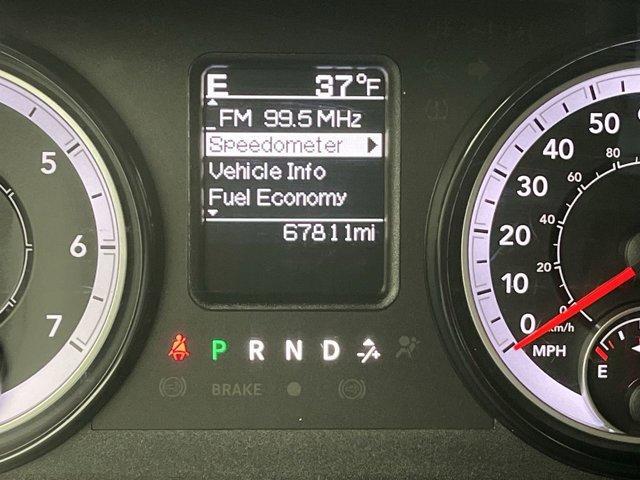 E 37°F
FM 99.5 MHz
Speedometer
Vehicle Info
Fuel Economy
67811mi
5
6
7
P R N D
BRAKE
50
40
30
20
10
0
80
60
40
20
0
km/h
MPH
E